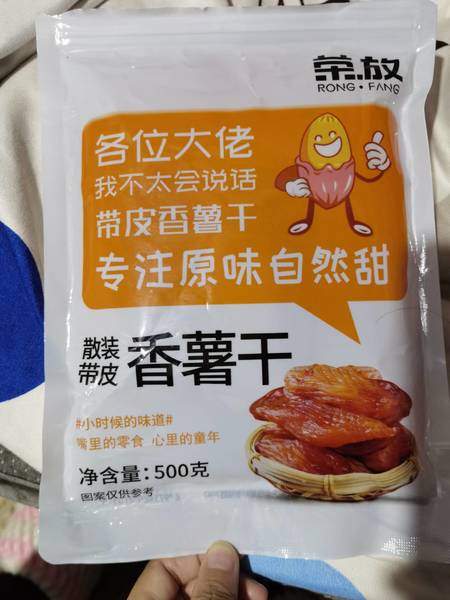 荣放
RONG·FANG
各位大佬
我不太会说话
带皮香薯干
专注原味自然甜
散装
带皮
香薯干
#小时候的味道#
嘴里的零食 心里的童年
净含量:500克
图案仅供参考